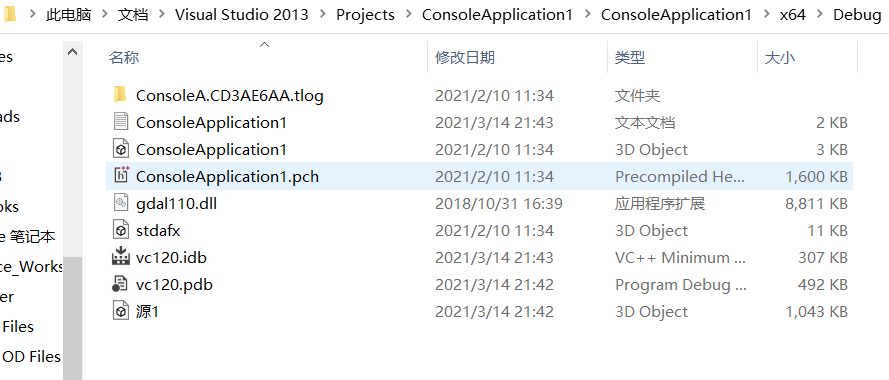 此电脑 > 文档 > Visual Studio 2013 > Projects > ConsoleApplication1 > ConsoleApplication1 > x64 > Debug
名称 修改日期 类型 大小
ConsoleA.CD3AE6AA.tlog 2021/2/10 11:34 文件夹
ConsoleApplication1 2021/3/14 21:43 文本文档 2 KB
ConsoleApplication1 2021/2/10 11:34 3D Object 3 KB
ConsoleApplication1.pch 2021/2/10 11:34 Precompiled He... 1,600 KB
gdal110.dll 2018/10/31 16:39 应用程序扩展 8,811 KB
stdafx 2021/2/10 11:34 3D Object 11 KB
vc120.idb 2021/3/14 21:43 VC++ Minimum ... 307 KB
vc120.pdb 2021/3/14 21:42 Program Debug ... 492 KB
源1 2021/3/14 21:42 3D Object 1,043 KB
es
ads
oks
e 笔记本
ce_Works
er
Files
OD Files